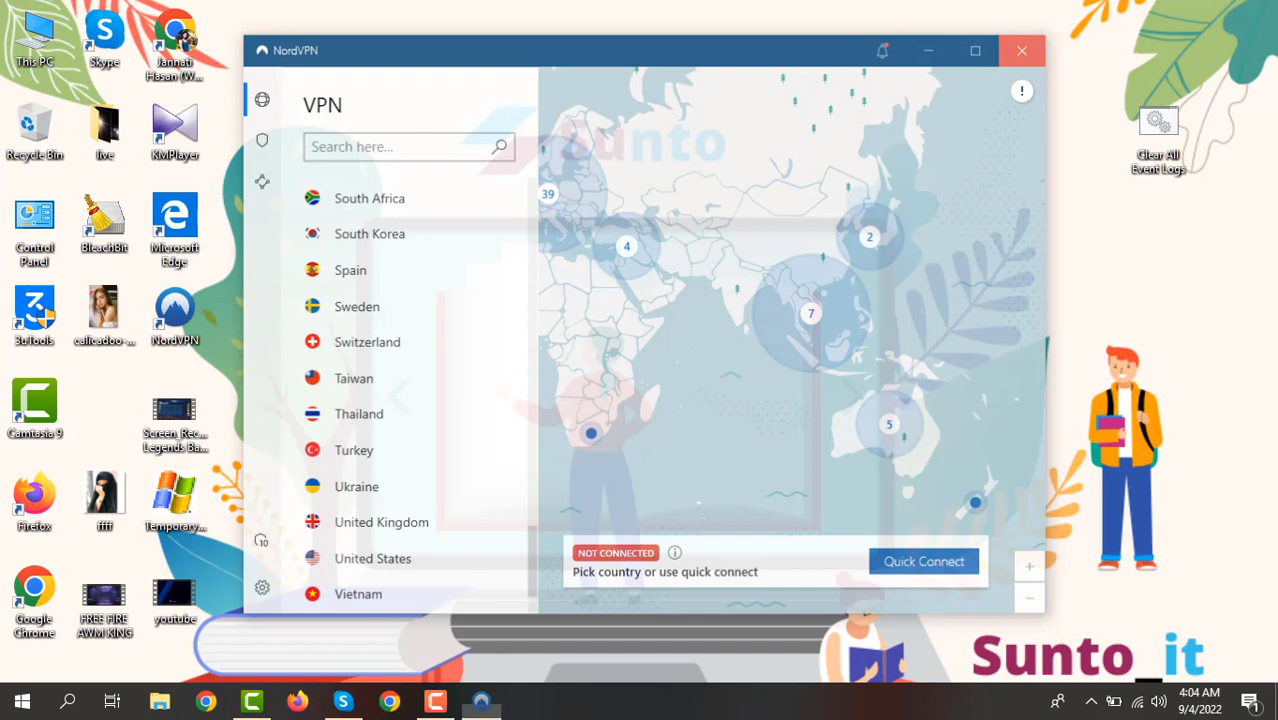 This PC
Skype
Jannati
Hasan (W...
Recycle Bin
live
KMPlayer
Control
Panel
BleachBit
Microsoft
Edge
3uTools
calicadoo-...
NordVPN
Camtasia 9
Screen_Rec...
Legends Ba...
Firefox
ffff
Temporary...
Google
Chrome
FREE FIRE
AWM KING
youtube
NordVPN
VPN
Search here...
South Africa
South Korea
Spain
Sweden
Switzerland
Taiwan
Thailand
Turkey
Ukraine
United Kingdom
United States
Vietnam
10
Sunto
39
4
2
7
5
!
NOT CONNECTED
Pick country or use quick connect
Quick Connect
+
−
Clear All
Event Logs
Sunto_it
4:04 AM
9/4/2022
1